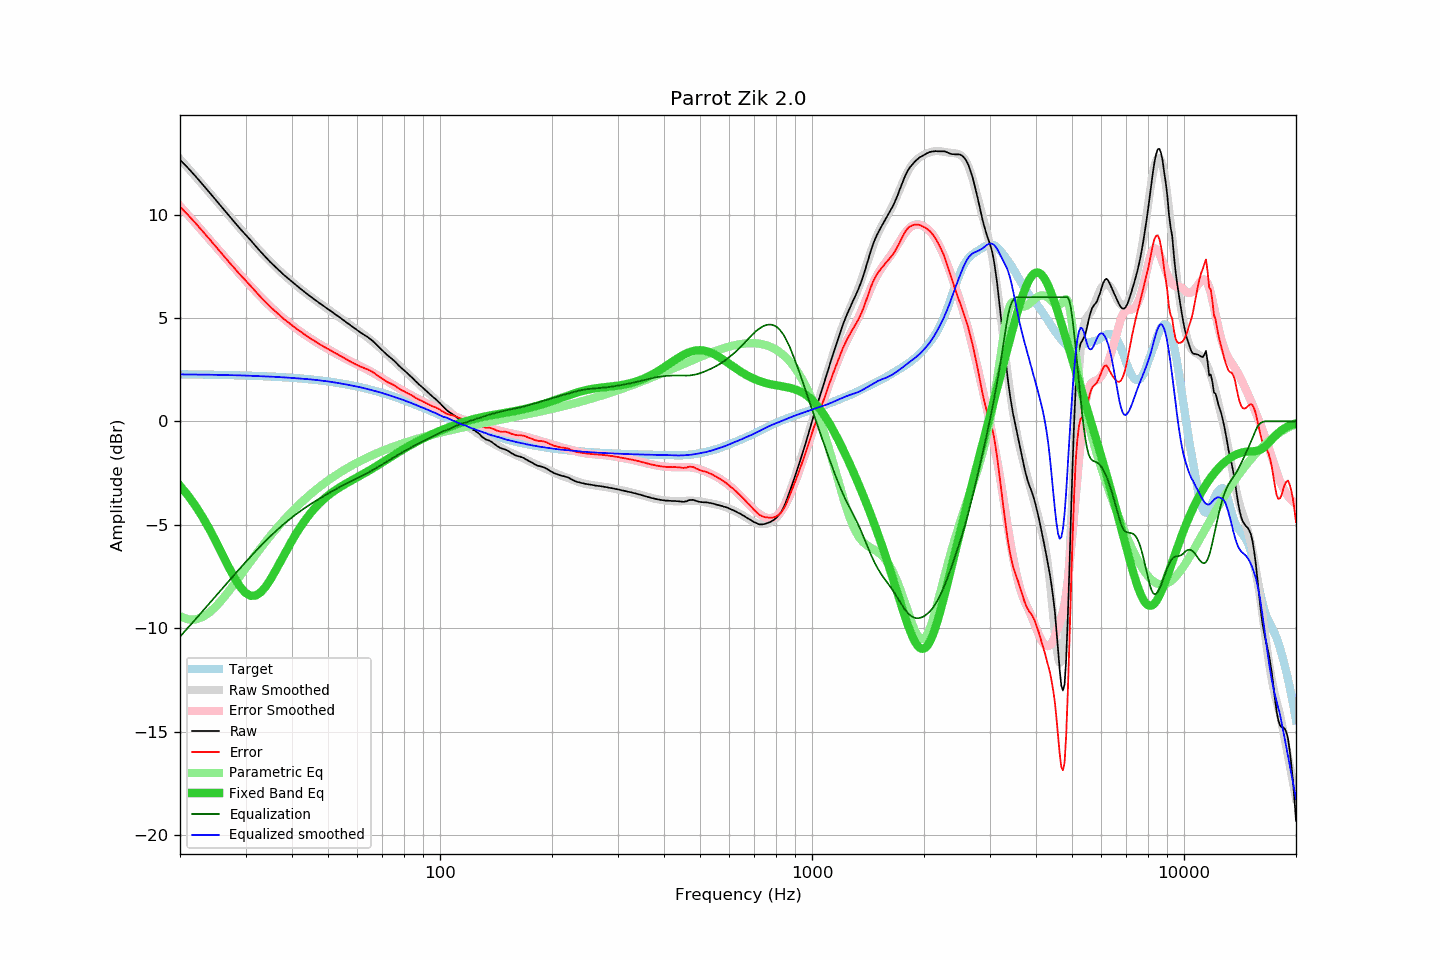 Parrot Zik 2.0
Amplitude (dBr)
10
5
0
−5
−10
−15
−20
Target
Raw Smoothed
Error Smoothed
Raw
Error
Parametric Eq
Fixed Band Eq
Equalization
Equalized smoothed
100
1000
10000
Frequency (Hz)